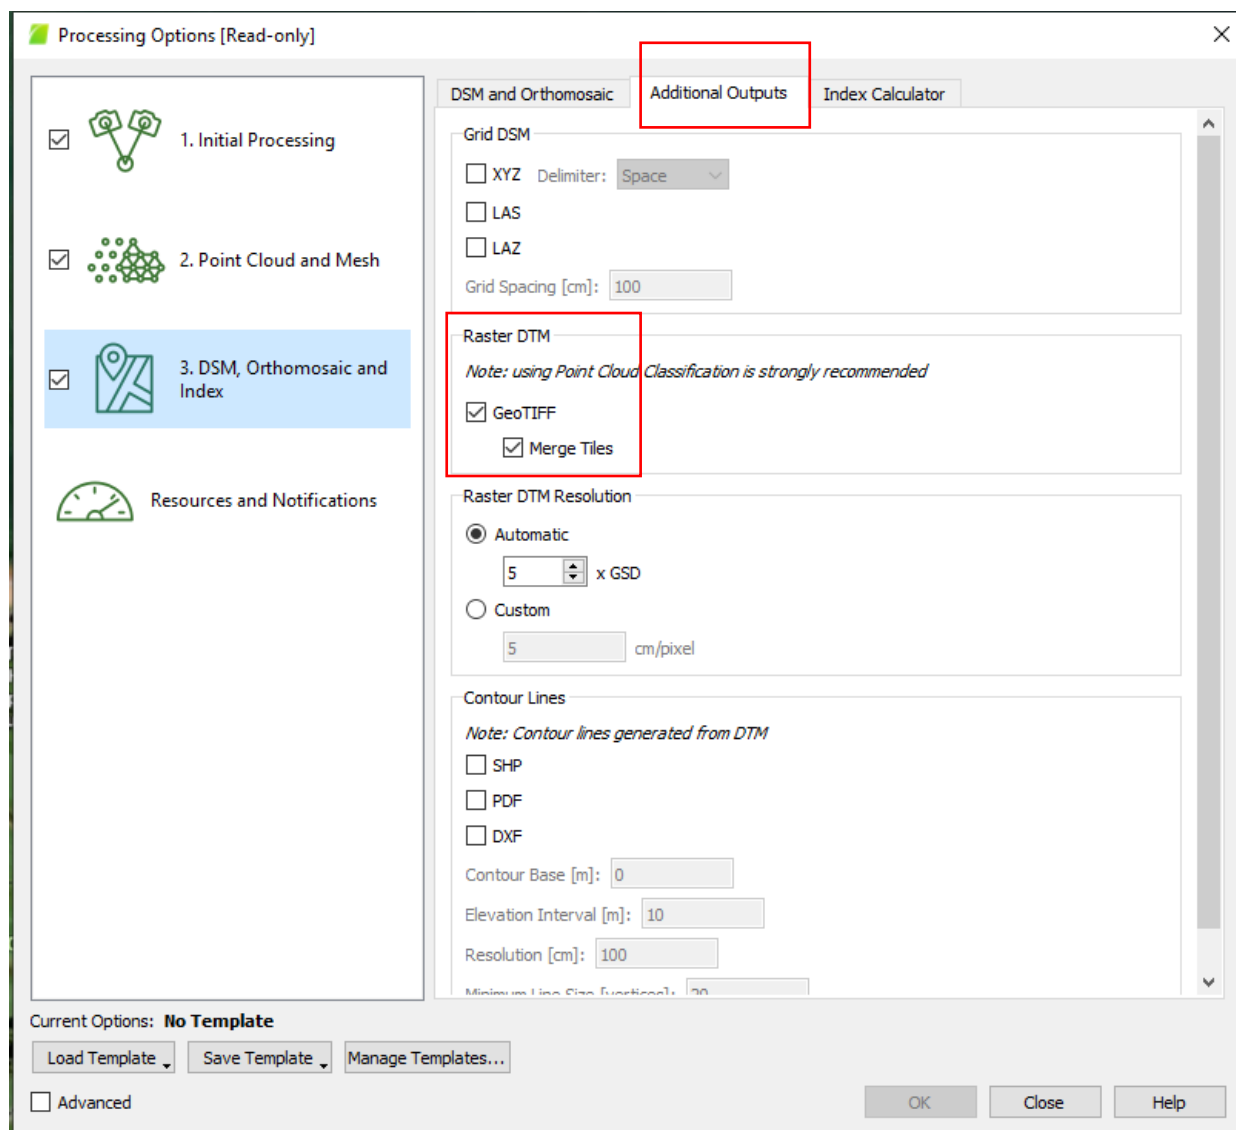 Processing Options [Read-only]
1. Initial Processing
2. Point Cloud and Mesh
3. DSM, Orthomosaic and
Index
Resources and Notifications
DSM and Orthomosaic
Additional Outputs
Index Calculator
Grid DSM
XYZ Delimiter: Space
LAS
LAZ
Grid Spacing [cm]: 100
Raster DTM
Note: using Point Cloud Classification is strongly recommended
GeoTIFF
Merge Tiles
Raster DTM Resolution
Automatic
5 x GSD
Custom
5 cm/pixel
Contour Lines
Note: Contour lines generated from DTM
SHP
PDF
DXF
Contour Base [m]: 0
Elevation Interval [m]: 10
Resolution [cm]: 100
Minimum Line Size [vertices]: 20
Current Options: No Template
Load Template
Save Template
Manage Templates...
Advanced
OK
Close
Help